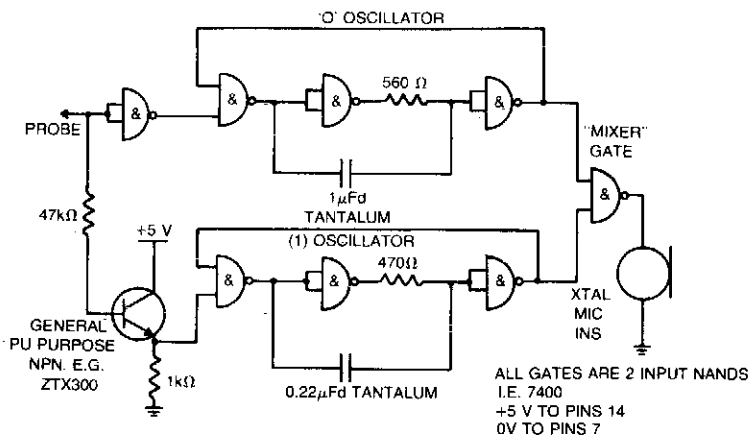 'O' OSCILLATOR
560 Ω
&
&
&
&
PROBE
"MIXER"
GATE
&
1μFd
TANTALUM
47kΩ
+5 V
(1) OSCILLATOR
470Ω
&
&
&
XTAL
MIC
INS
GENERAL
PU PURPOSE
NPN. E.G.
ZTX300
1kΩ
0.22μFd TANTALUM
ALL GATES ARE 2 INPUT NANDS
I.E. 7400
+5 V TO PINS 14
0V TO PINS 7